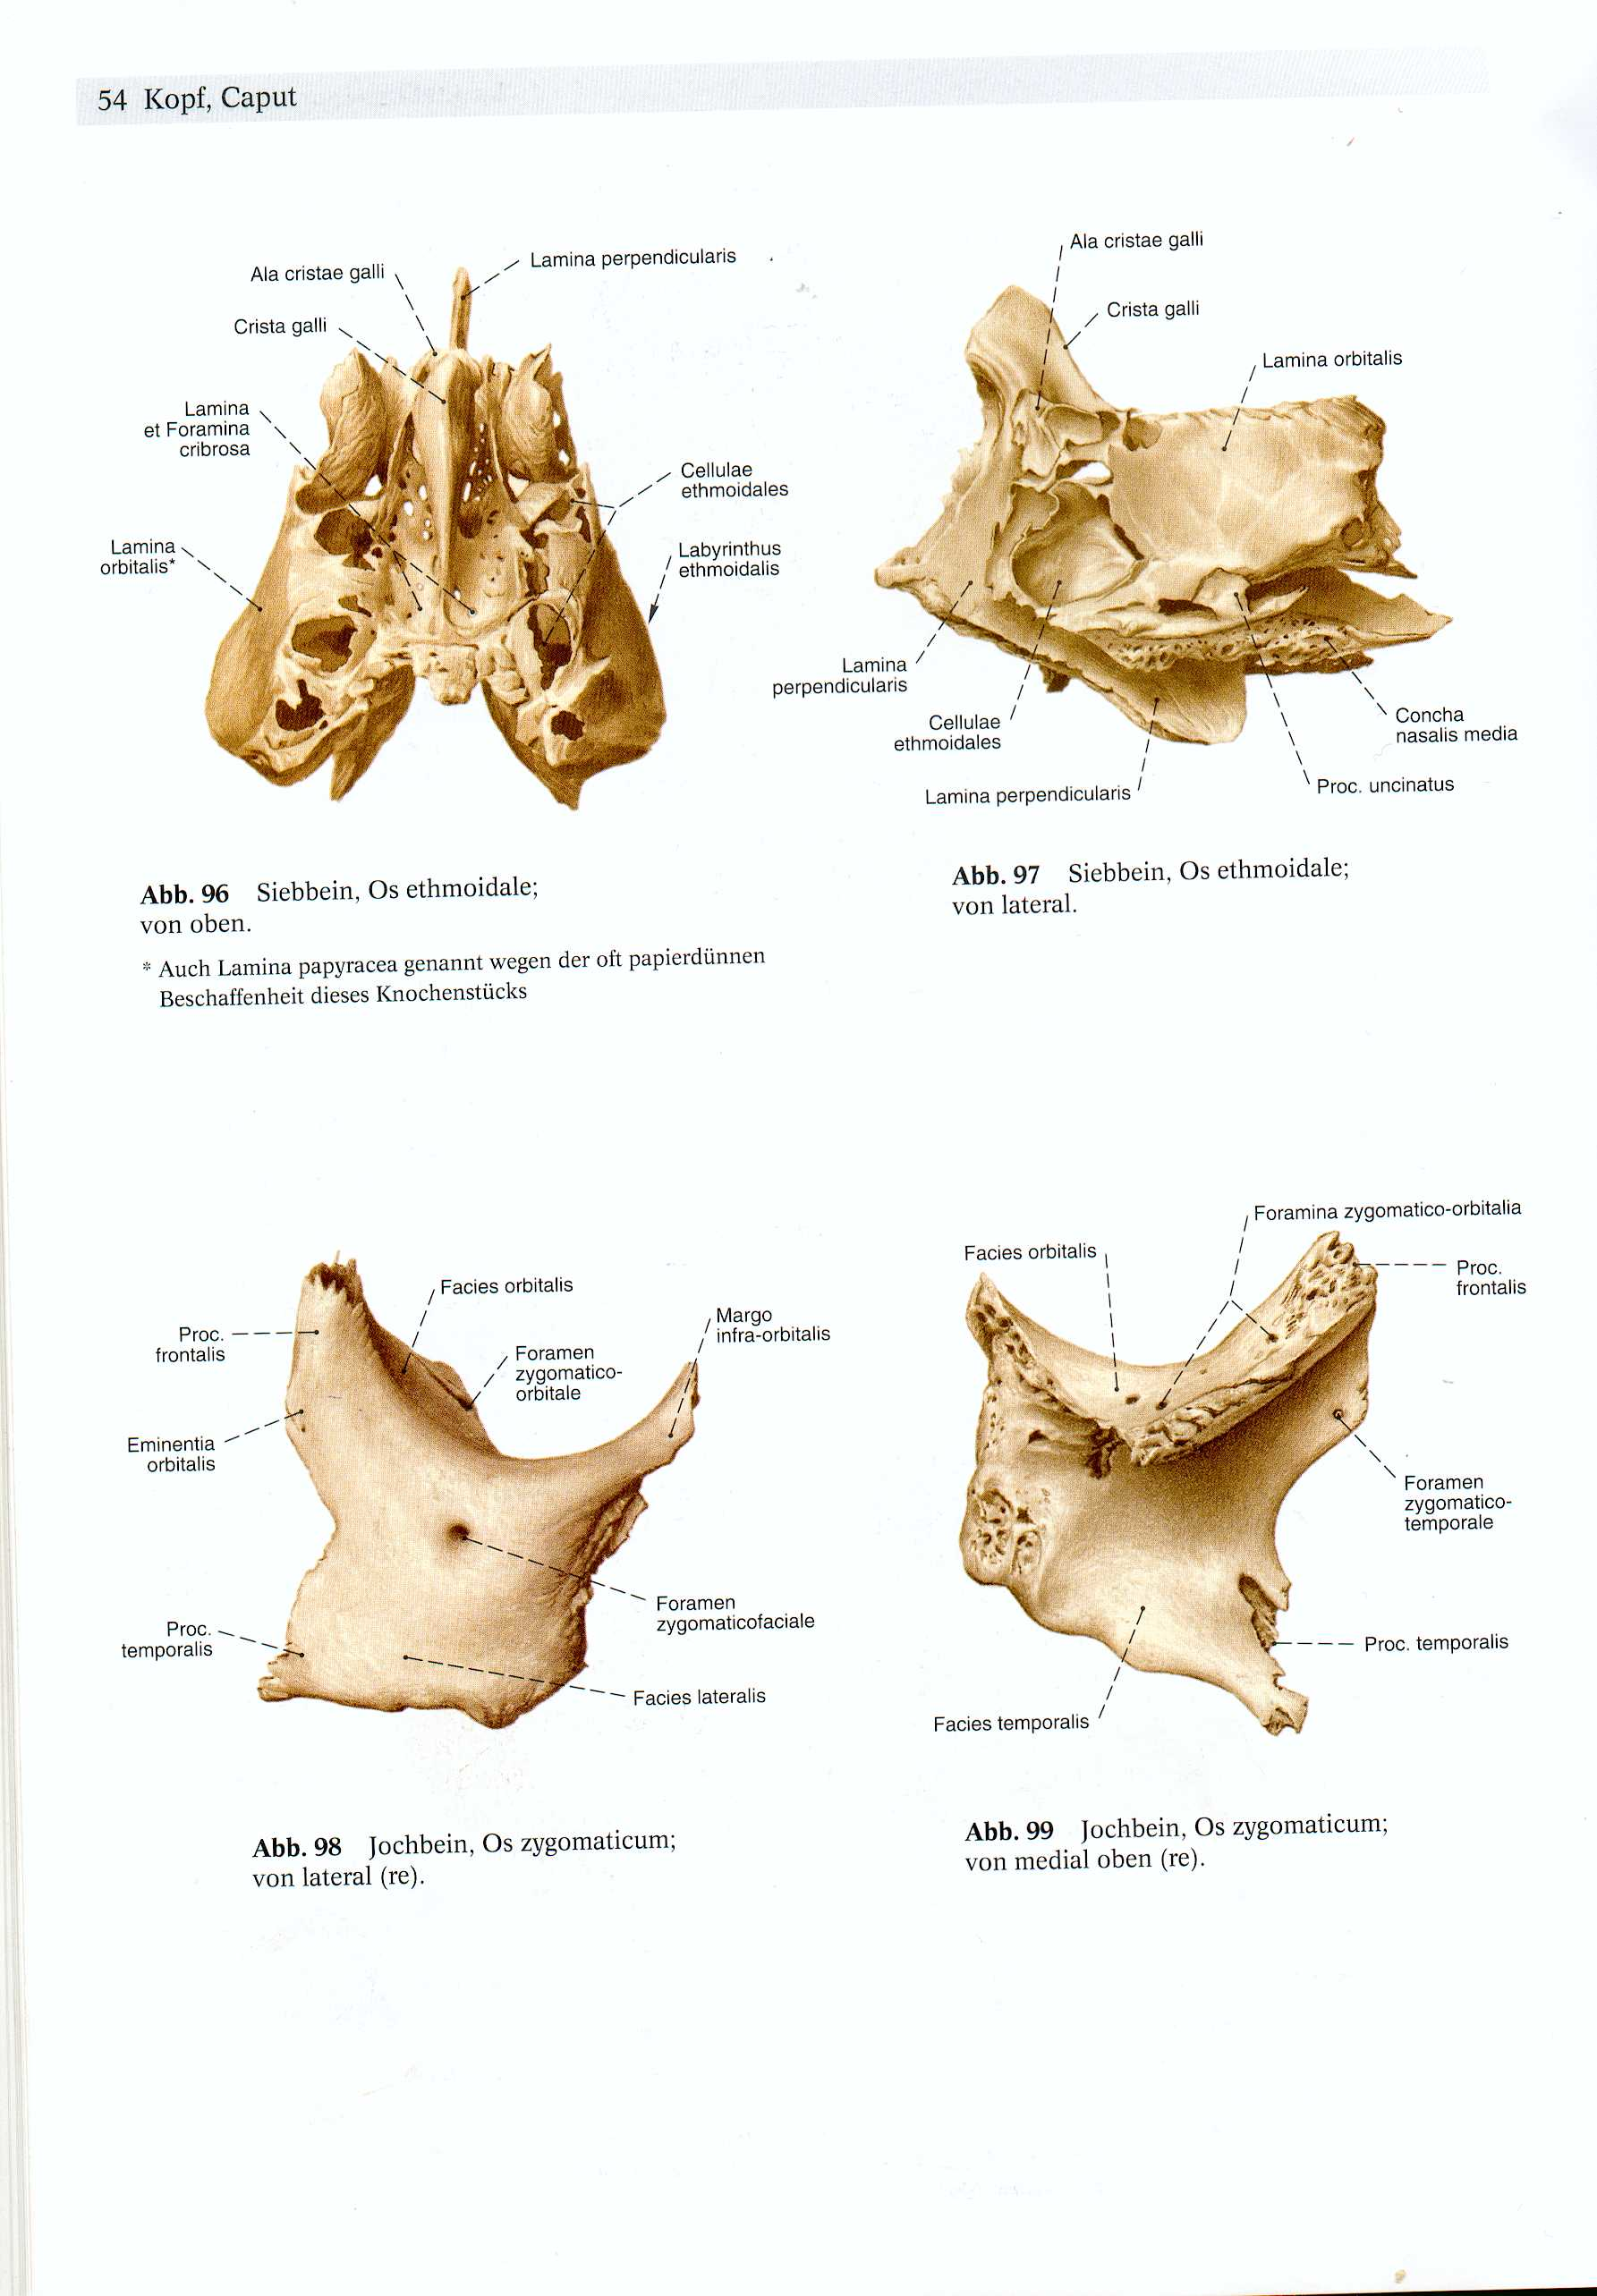 54 Kopf, Caput
Ala cristae galli
Lamina perpendicularis
Crista galli
Lamina
et Foramina
cribrosa
Cellulae
ethmoidales
Lamina
orbitalis*
Labyrinthus
ethmoidalis
Abb. 96 Siebbein, Os ethmoidale;
von oben.
* Auch Lamina papyracea genannt wegen der oft papierdünnen
Beschaffenheit dieses Knochenstücks
Ala cristae galli
Crista galli
Lamina orbitalis
Lamina
perpendicularis
Cellulae
ethmoidales
Lamina perpendicularis
Concha
nasalis media
Proc. uncinatus
Abb. 97 Siebbein, Os ethmoidale;
von lateral.
Facies orbitalis
Margo
infra-orbitalis
Proc.
frontalis
Foramen
zygomatico-
orbitale
Eminentia
orbitalis
Foramen
zygomaticofaciale
Proc.
temporalis
Facies lateralis
Abb. 98 Jochbein, Os zygomaticum;
von lateral (re).
Foramina zygomatico-orbitalia
Facies orbitalis
Proc.
frontalis
Foramen
zygomatico-
temporale
Proc. temporalis
Facies temporalis
Abb. 99 Jochbein, Os zygomaticum;
von medial oben (re).